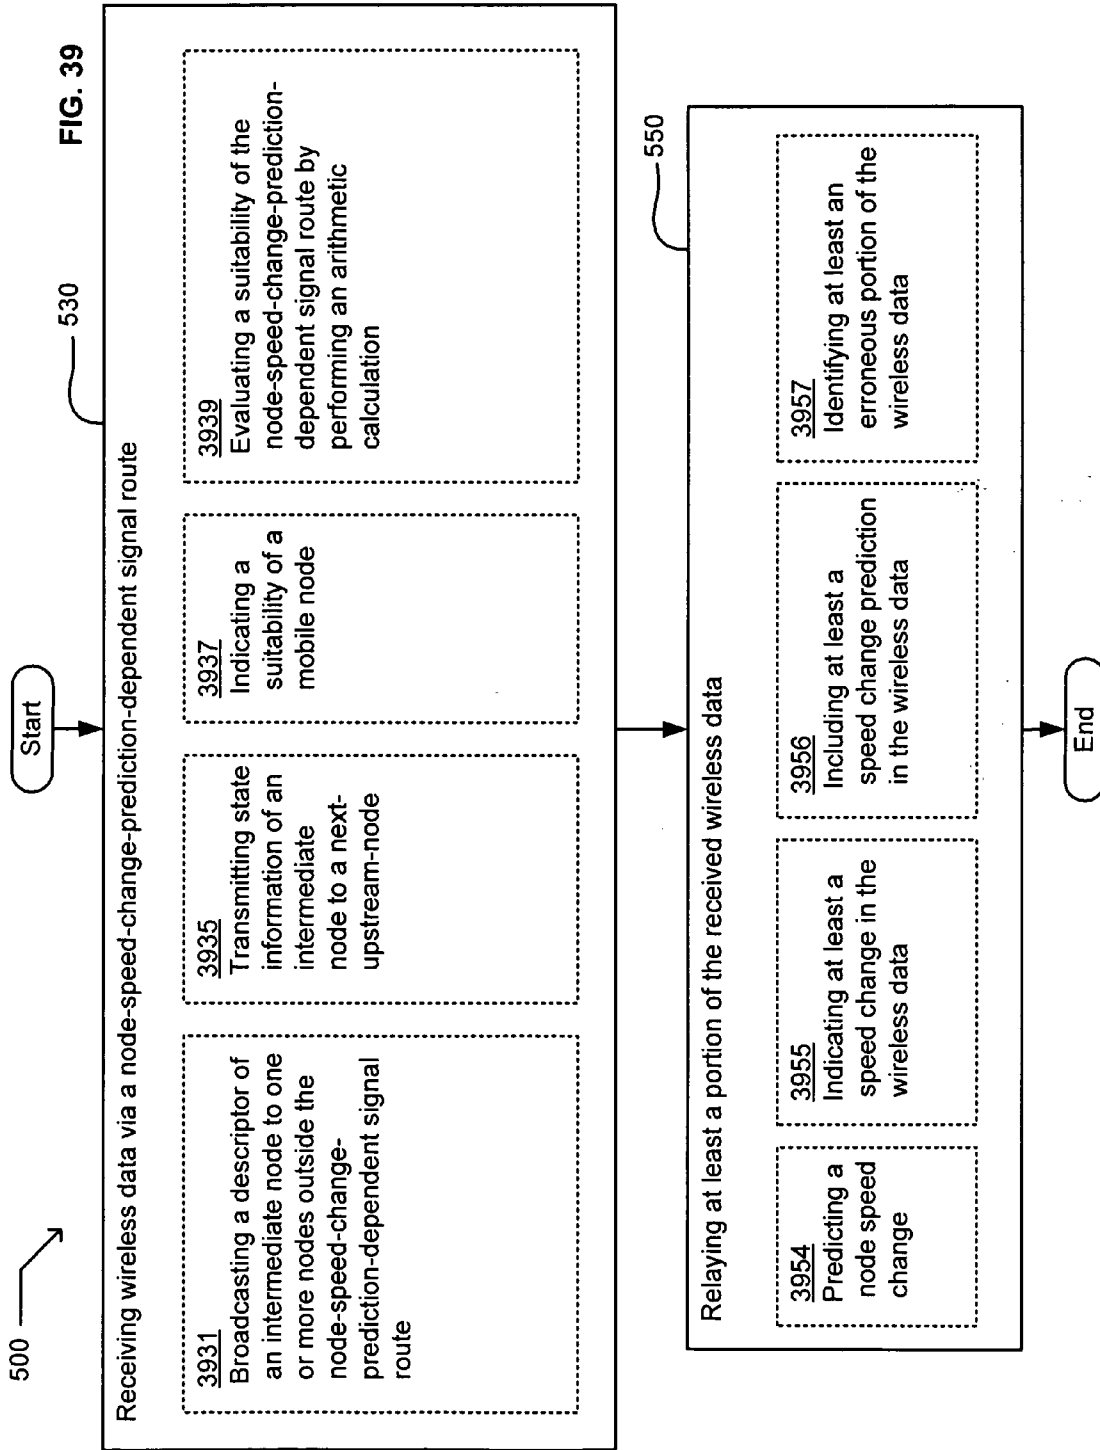 500
Start
FIG. 39
530
Receiving wireless data via a node-speed-change-prediction-dependent signal route
3931
Broadcasting a descriptor of
an intermediate node to one
or more nodes outside the
node-speed-change-
prediction-dependent signal
route
3935
Transmitting state
information of an
intermediate
node to a next-
upstream-node
3937
Indicating a
suitability of a
mobile node
3939
Evaluating a suitability of the
node-speed-change-prediction-
dependent signal route by
performing an arithmetic
calculation
550
Relaying at least a portion of the received wireless data
3954
Predicting a
node speed
change
3955
Indicating at least a
speed change in the
wireless data
3956
Including at least a
speed change prediction
in the wireless data
3957
Identifying at least an
erroneous portion of the
wireless data
End